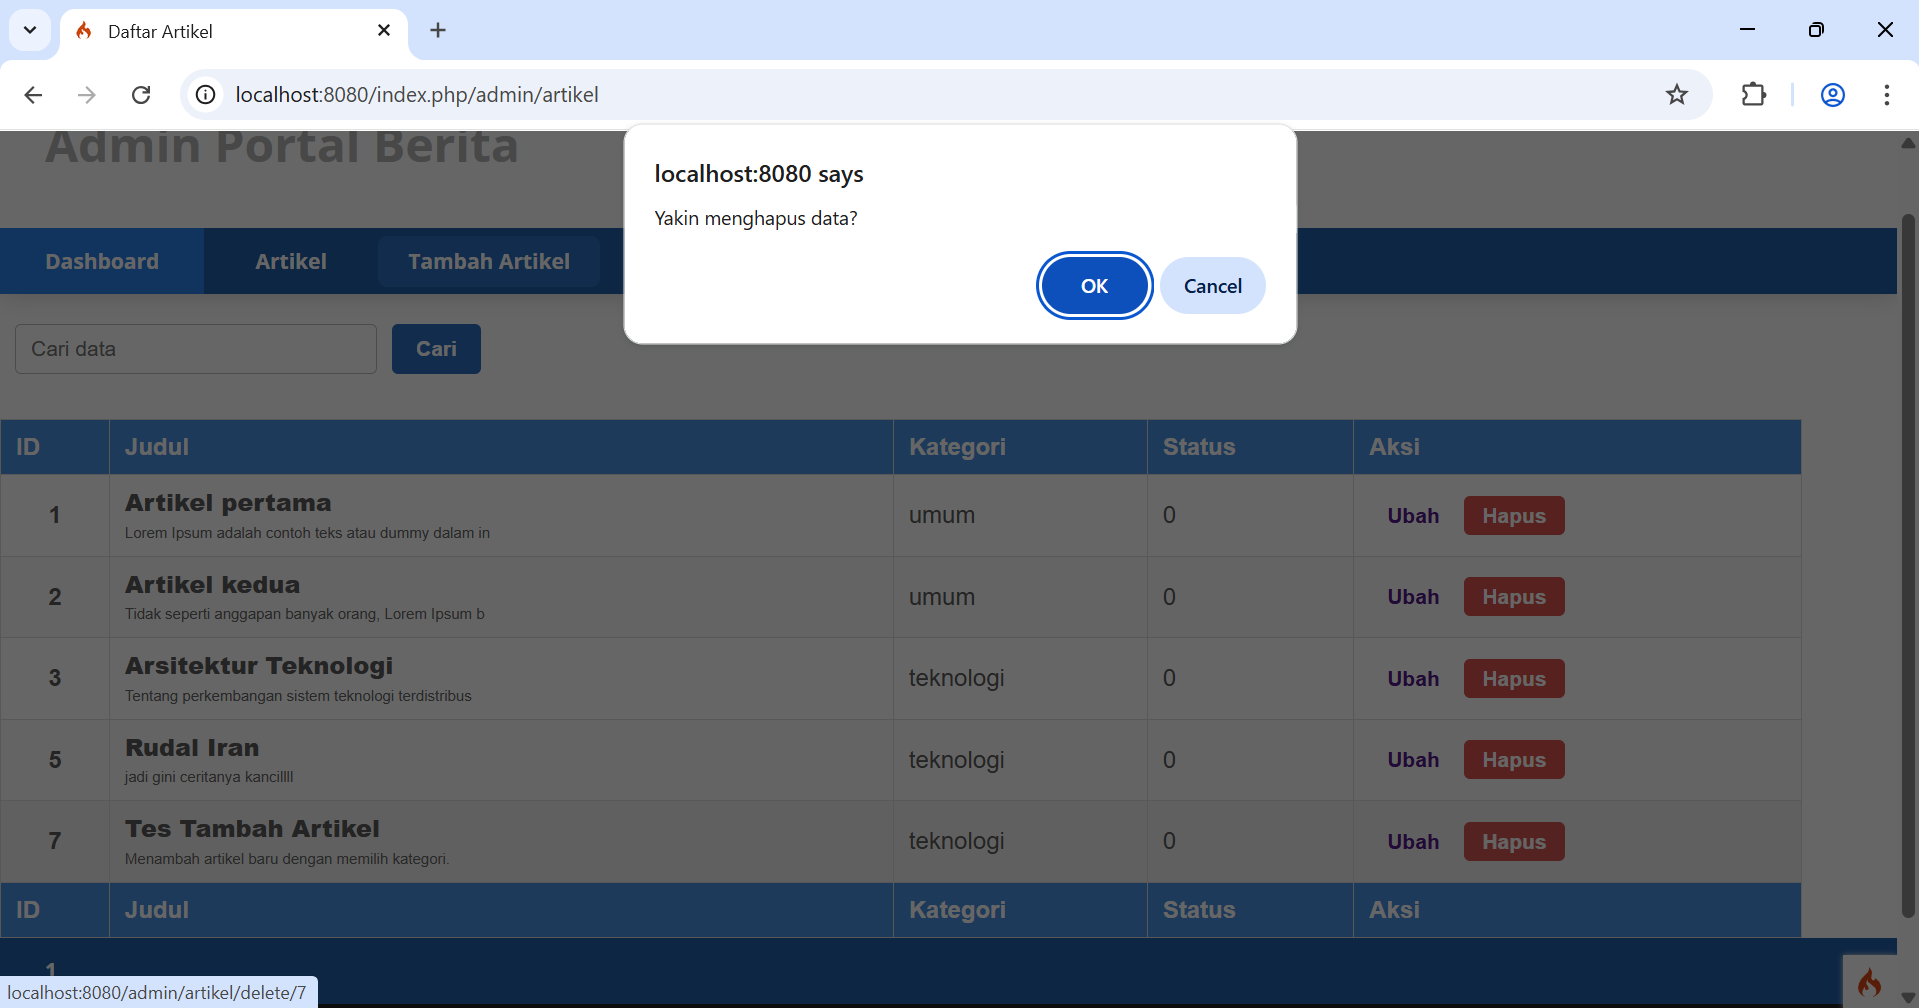 Daftar Artikel
localhost:8080/index.php/admin/artikel
Admin Portal Berita
localhost:8080 says
Yakin menghapus data?
OK Cancel
Dashboard Artikel Tambah Artikel
Cari data Cari
ID Judul Kategori Status Aksi
1 Artikel pertama umum 0 Ubah Hapus
Lorem Ipsum adalah contoh teks atau dummy dalam in
2 Artikel kedua umum 0 Ubah Hapus
Tidak seperti anggapan banyak orang, Lorem Ipsum b
3 Arsitektur Teknologi teknologi 0 Ubah Hapus
Tentang perkembangan sistem teknologi terdistribus
5 Rudal Iran teknologi 0 Ubah Hapus
jadi gini ceritanya kancilllll
7 Tes Tambah Artikel teknologi 0 Ubah Hapus
Menambah artikel baru dengan memilih kategori.
ID Judul Kategori Status Aksi
1
localhost:8080/admin/artikel/delete/7